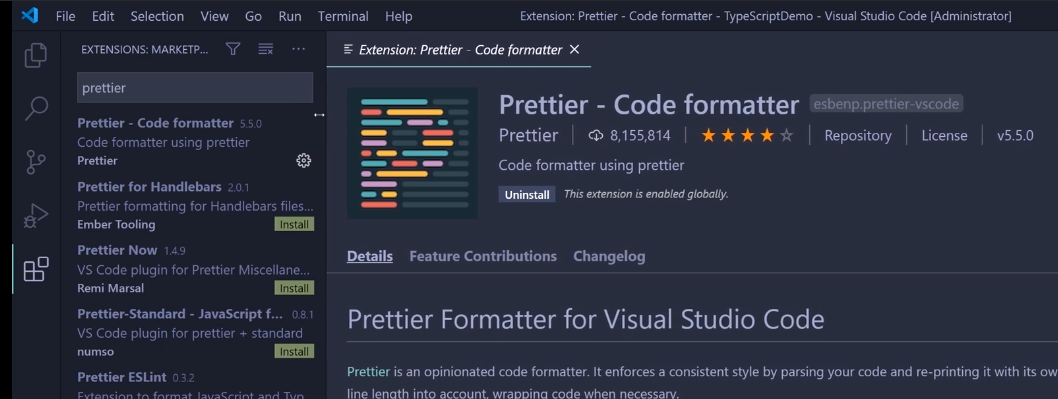 File Edit Selection View Go Run Terminal Help Extension: Prettier - Code formatter - TypeScriptDemo - Visual Studio Code [Administrator]
EXTENSIONS: MARKETP...
prettier
Prettier - Code formatter 5.5.0
Code formatter using prettier
Prettier
Prettier for Handlebars 2.0.1
Prettier formatting for Handlebars files...
Ember Tooling Install
Prettier Now 1.4.9
VS Code plugin for Prettier Miscellane...
Remi Marsal Install
Prettier-Standard - JavaScript f... 0.8.1
VS Code plugin for prettier + standard
numso Install
Prettier ESLint 0.3.2
Extension to format JavaScript and Typ...
Extension: Prettier - Code formatter
Prettier - Code formatter esbenp.prettier-vscode
Prettier 8,155,814 Repository License v5.5.0
Code formatter using prettier
Uninstall This extension is enabled globally.
Details Feature Contributions Changelog
Prettier Formatter for Visual Studio Code
Prettier is an opinionated code formatter. It enforces a consistent style by parsing your code and re-printing it with its ow
line length into account, wrapping code when necessary.